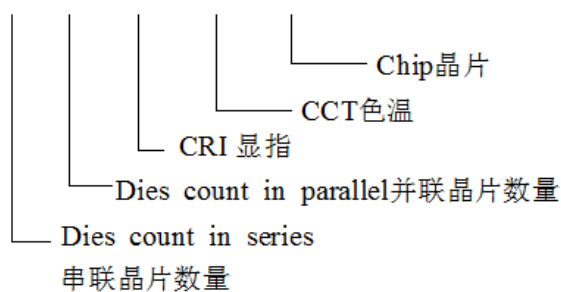 Chip晶片
CCT色温
CRI 显指
Dies count in parallel并联晶片数量
Dies count in series
串联晶片数量